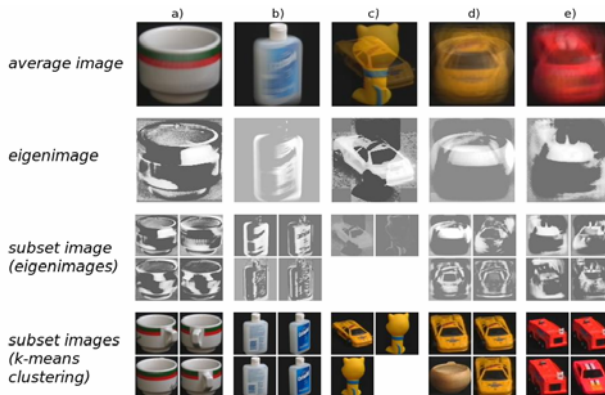 a) b) c) d) e)
average image
eigenimage
subset image
(eigenimages)
subset images
(k-means
clustering)